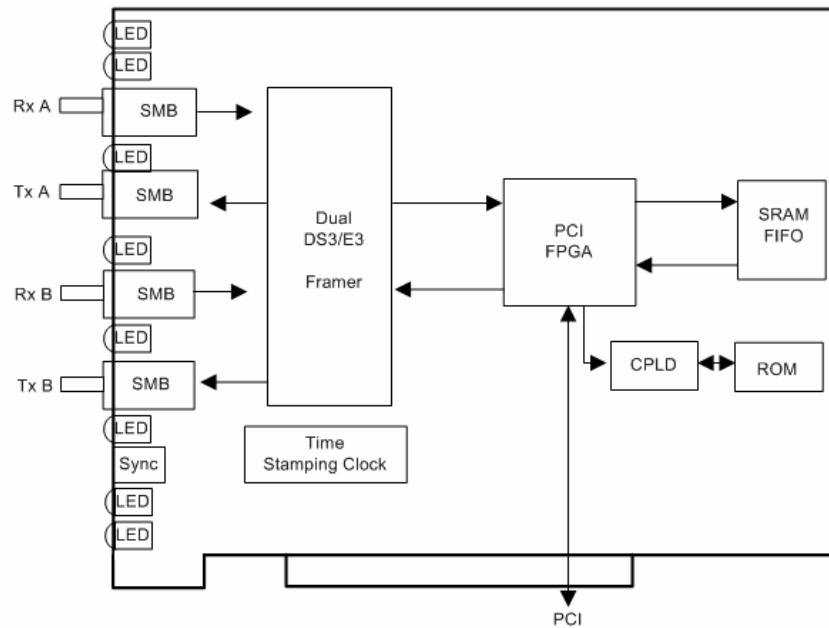 LED
LED
Rx A
SMB
LED
Tx A
SMB
LED
Rx B
SMB
LED
Tx B
SMB
LED
Sync
LED
LED
Dual
DS3/E3
Framer
Time
Stamping Clock
PCI
FPGA
SRAM
FIFO
CPLD
ROM
PCI